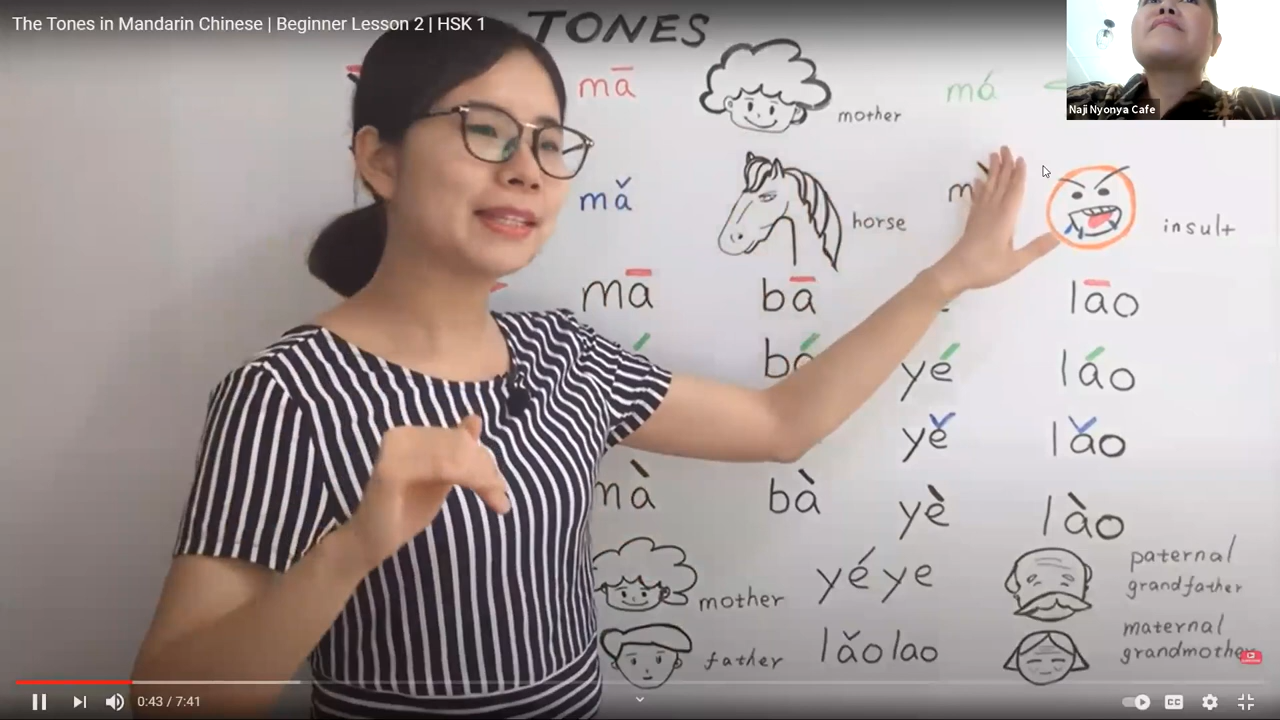 The Tones in Mandarin Chinese | Beginner Lesson 2 | HSK 1
TONES
Naji Nyonya Cafe
mā
mother
má
mǎ
horse
insult
mā
bā
lāo
yé
láo
yě
lǎo
mà
bà
yè
lào
mother
yéye
paternal
grandfather
father
lǎolao
maternal
grandmother
0:43 / 7:41
CC